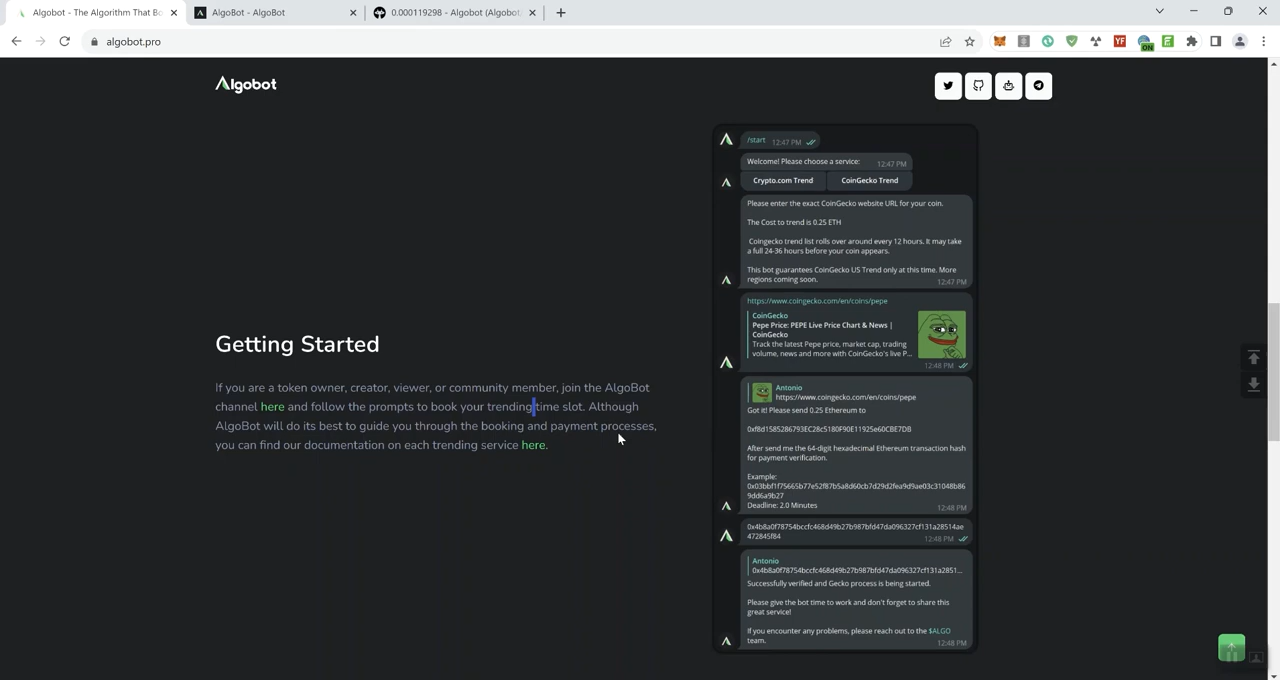 Algobot - The Algorithm That Bo
AlgoBot - AlgoBot
0.000119298 - Algobot (Algobot
algobot.pro
YF
ON
Algobot
/start 12:47 PM
Welcome! Please choose a service: 12:47 PM
Crypto.com Trend CoinGecko Trend
Please enter the exact CoinGecko website URL for your coin.
The Cost to trend is 0.25 ETH
Coingecko trend list rolls over around every 12 hours. It may take
a full 24-36 hours before your coin appears.
This bot guarantees CoinGecko US Trend only at this time. More
regions coming soon. 12:47 PM
https://www.coingecko.com/en/coins/pepe
CoinGecko
Pepe Price: PEPE Live Price Chart & News |
CoinGecko
Track the latest Pepe price, market cap, trading
volume, news and more with CoinGecko's live P...
12:48 PM
Antonio
https://www.coingecko.com/en/coins/pepe
Got it! Please send 0.25 Ethereum to
0xf8d1585286793EC28c5180F90E11925e60CBE7DB
After send me the 64-digit hexadecimal Ethereum transaction hash
for payment verification.
Example:
0x03bbf1f75665b77e52f87b5a8d60cb7d29d2fea9d9ae03c31048b86
9dd6a9b27
Deadline: 2.0 Minutes 12:48 PM
0x4b8a0f78754bccfc468d49b27b987bfd47da096327cf131a28514ae
472845f84 12:48 PM
Antonio
0x4b8a0f78754bccfc468d49b27b987bfd47da096327cf131a2851...
Successfully verified and Gecko process is being started.
Please give the bot time to work and don't forget to share this
great service!
If you encounter any problems, please reach out to the $ALGO
team. 12:48 PM
Getting Started
If you are a token owner, creator, viewer, or community member, join the AlgoBot
channel here and follow the prompts to book your trending time slot. Although
AlgoBot will do its best to guide you through the booking and payment processes,
you can find our documentation on each trending service here.